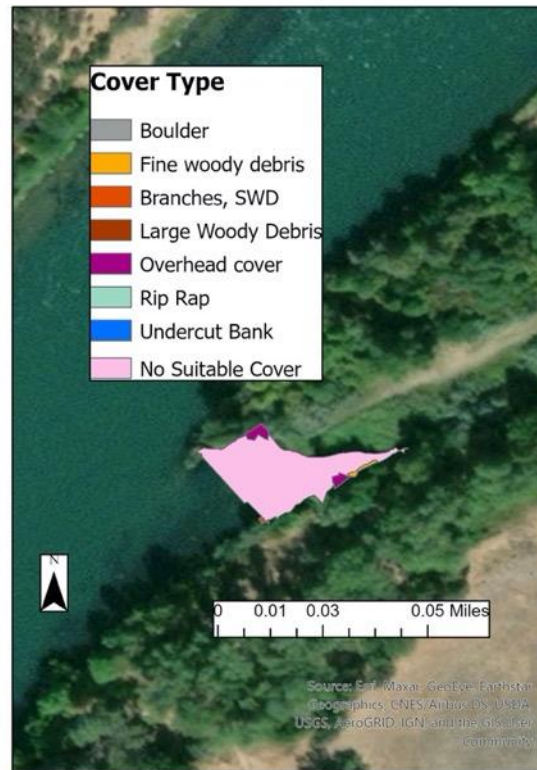 Cover Type
Boulder
Fine woody debris
Branches, SWD
Large Woody Debris
Overhead cover
Rip Rap
Undercut Bank
No Suitable Cover
N
0 0.01 0.03 0.05 Miles
Source: Esri, Maxar, GeoEye, Earthstar
Geographics, CNES/Airbus DS, USDA,
USGS, AeroGRID, IGN, and the GIS User
Community